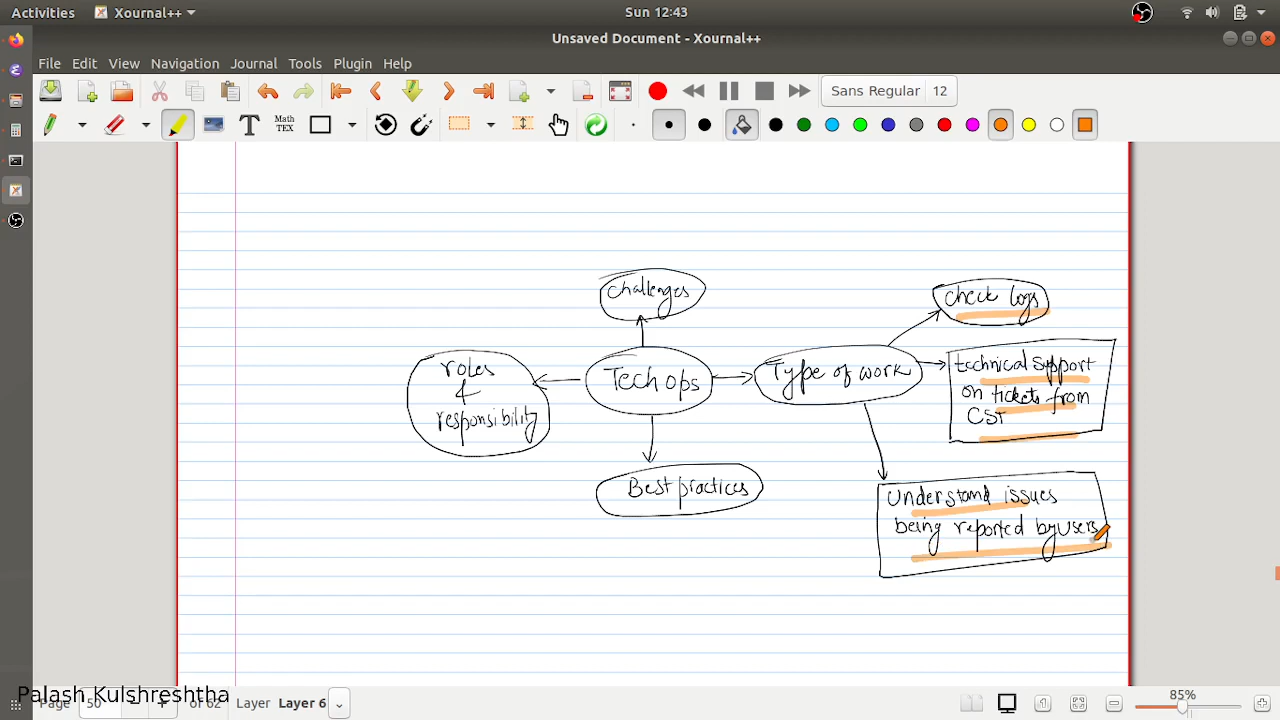 Activities
Xournal++
Sun 12:43
Unsaved Document - Xournal++
File Edit View Navigation Journal Tools Plugin Help
Sans Regular 12
T
Math
TEX
challenges
check logs
roles
&
responsibility
Tech ops
Type of work
technical support
on tickets from
CST
Best practices
Understand issues
being reported by users
Palash Kulshreshtha
Page 50 of 62 Layer Layer 6
85%